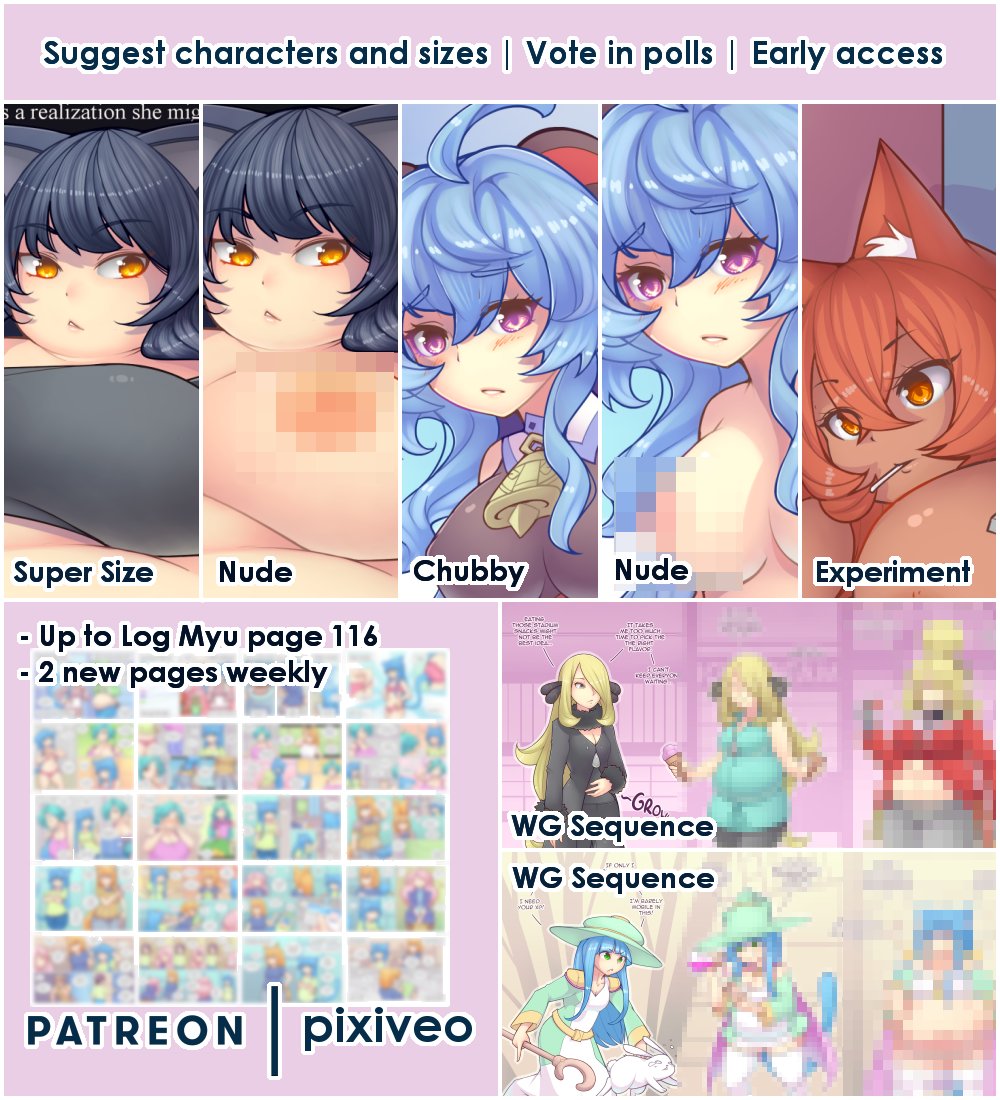 Suggest characters and sizes | Vote in polls | Early access
s a realization she mig
Super Size
Nude
Chubby
Nude
Experiment
- Up to Log Myu page 116
- 2 new pages weekly
PATREON | pixiveo
EATING
THOSE STADIUM
SNACKS MIGHT
NOT BE THE
BEST IDEA...
IT TAKES
ME TOO MUCH
TIME TO PICK THE
THE RIGHT
FLAVOR
I CAN'T
KEEP EVERYON
WAITING...
~GROW
WG Sequence
WG Sequence
IF ONLY I
I NEED
YOUR XP!
I'M BARELY
MOBILE IN
THIS!